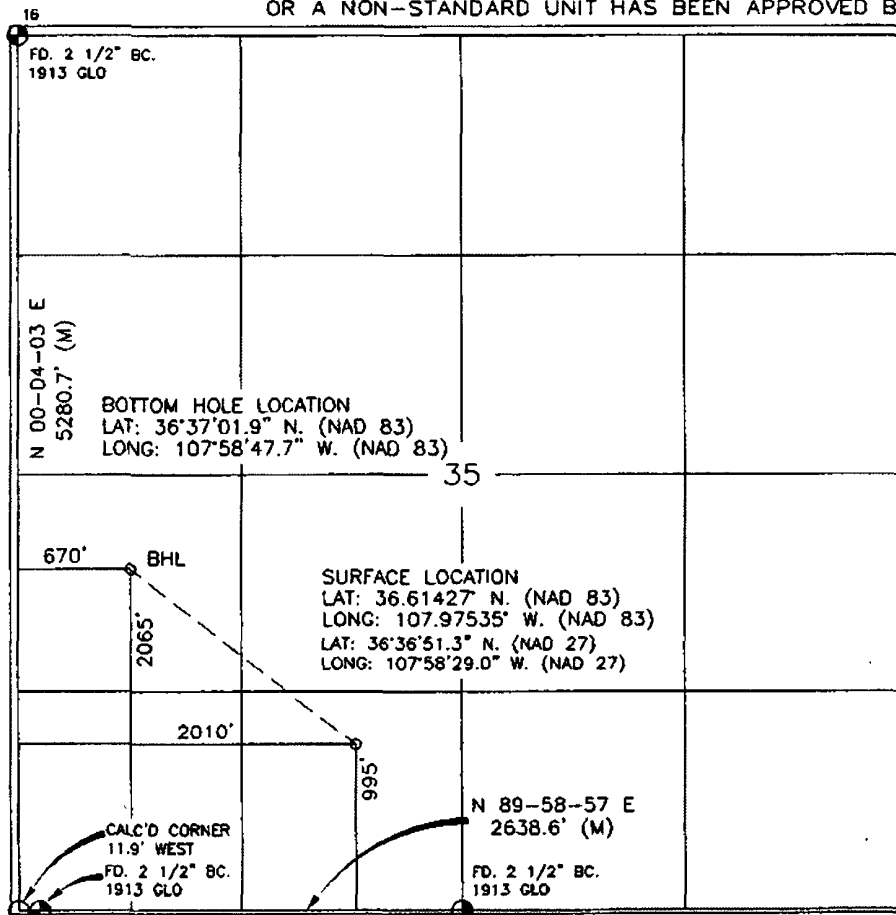 OR A NON-STANDARD UNIT HAS BEEN APPROVED B
16
FD. 2 1/2" BC.
1913 GLO
N 00-04-03 E
5280.7' (M)
BOTTOM HOLE LOCATION
LAT: 36°37'01.9" N. (NAD 83)
LONG: 107°58'47.7" W. (NAD 83)
35
670'
BHL
2065'
SURFACE LOCATION
LAT: 36.61427° N. (NAD 83)
LONG: 107.97535° W. (NAD 83)
LAT: 36°36'51.3" N. (NAD 27)
LONG: 107°58'29.0" W. (NAD 27)
2010'
995'
N 89-58-57 E
2638.6' (M)
CALC'D CORNER
11.9' WEST
FD. 2 1/2" BC.
1913 GLO
FD. 2 1/2" BC.
1913 GLO